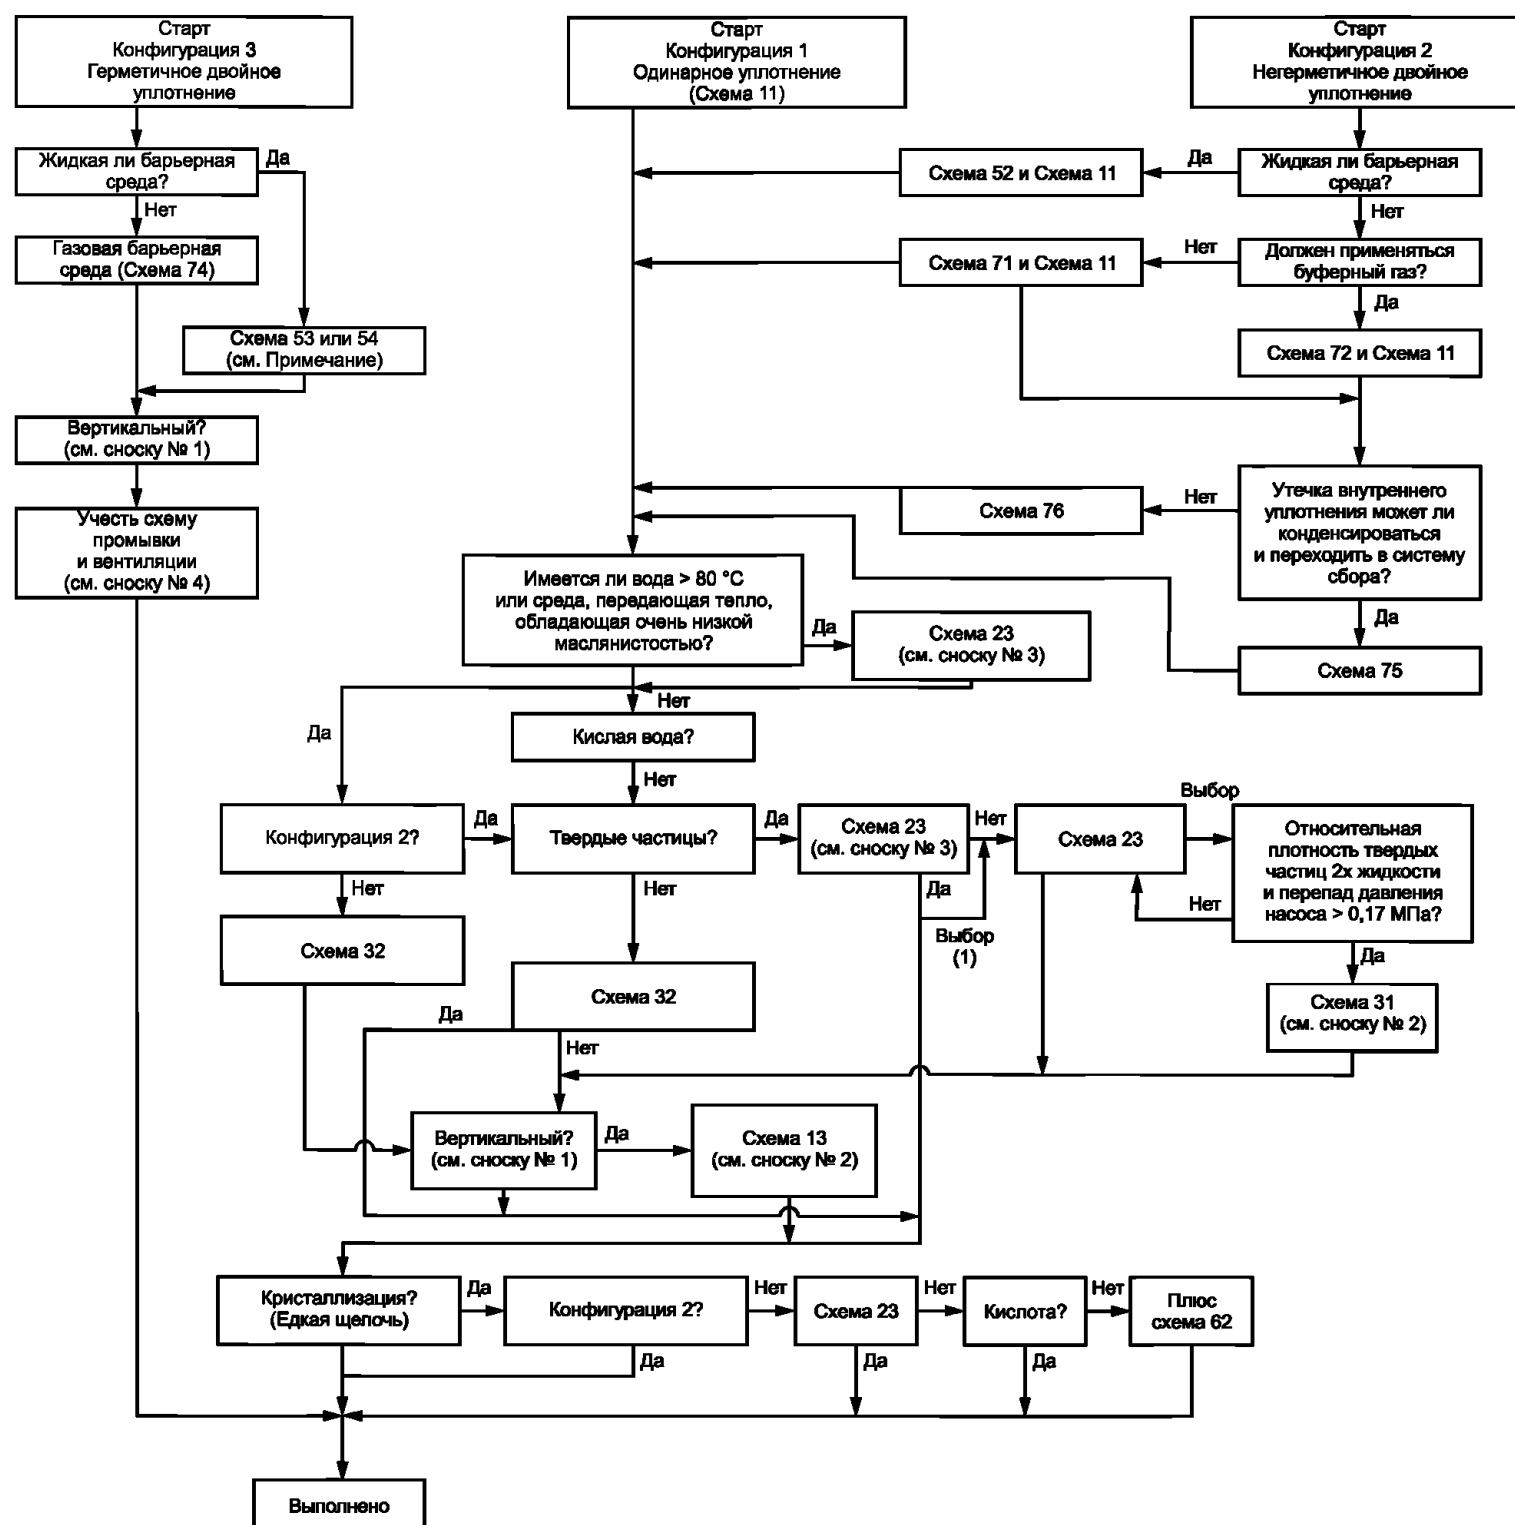 Старт
Конфигурация 3
Герметичное двойное
уплотнение
Старт
Конфигурация 1
Одинарное уплотнение
(Схема 11)
Старт
Конфигурация 2
Негерметичное двойное
уплотнение
Жидкая ли барьерная
среда?
Да
Нет
Газовая барьерная
среда (Схема 74)
Схема 53 или 54
(см. Примечание)
Вертикальный?
(см. сноску № 1)
Учесть схему
промывки
и вентиляции
(см. сноску № 4)
Схема 52 и Схема 11
Да
Жидкая ли барьерная
среда?
Нет
Схема 71 и Схема 11
Нет
Должен применяться
буферный газ?
Да
Схема 72 и Схема 11
Схема 76
Нет
Утечка внутреннего
уплотнения может ли
конденсироваться
и переходить в систему
сбора?
Да
Схема 75
Имеется ли вода > 80 °C
или среда, передающая тепло,
обладающая очень низкой
маслянистостью?
Да
Схема 23
(см. сноску № 3)
Нет
Да
Кислая вода?
Нет
Конфигурация 2?
Да
Твердые частицы?
Да
Схема 23
(см. сноску № 3)
Нет
Схема 23
Выбор
Относительная
плотность твердых
частиц 2х жидкости
и перепад давления
насоса > 0,17 МПа?
Нет
Нет
Да
Нет
Выбор
(1)
Да
Схема 32
Схема 32
Схема 31
(см. сноску № 2)
Да
Нет
Вертикальный?
(см. сноску № 1)
Да
Схема 13
(см. сноску № 2)
Кристаллизация?
(Едкая щелочь)
Да
Конфигурация 2?
Нет
Схема 23
Нет
Кислота?
Нет
Плюс
схема 62
Да
Да
Да
Выполнено